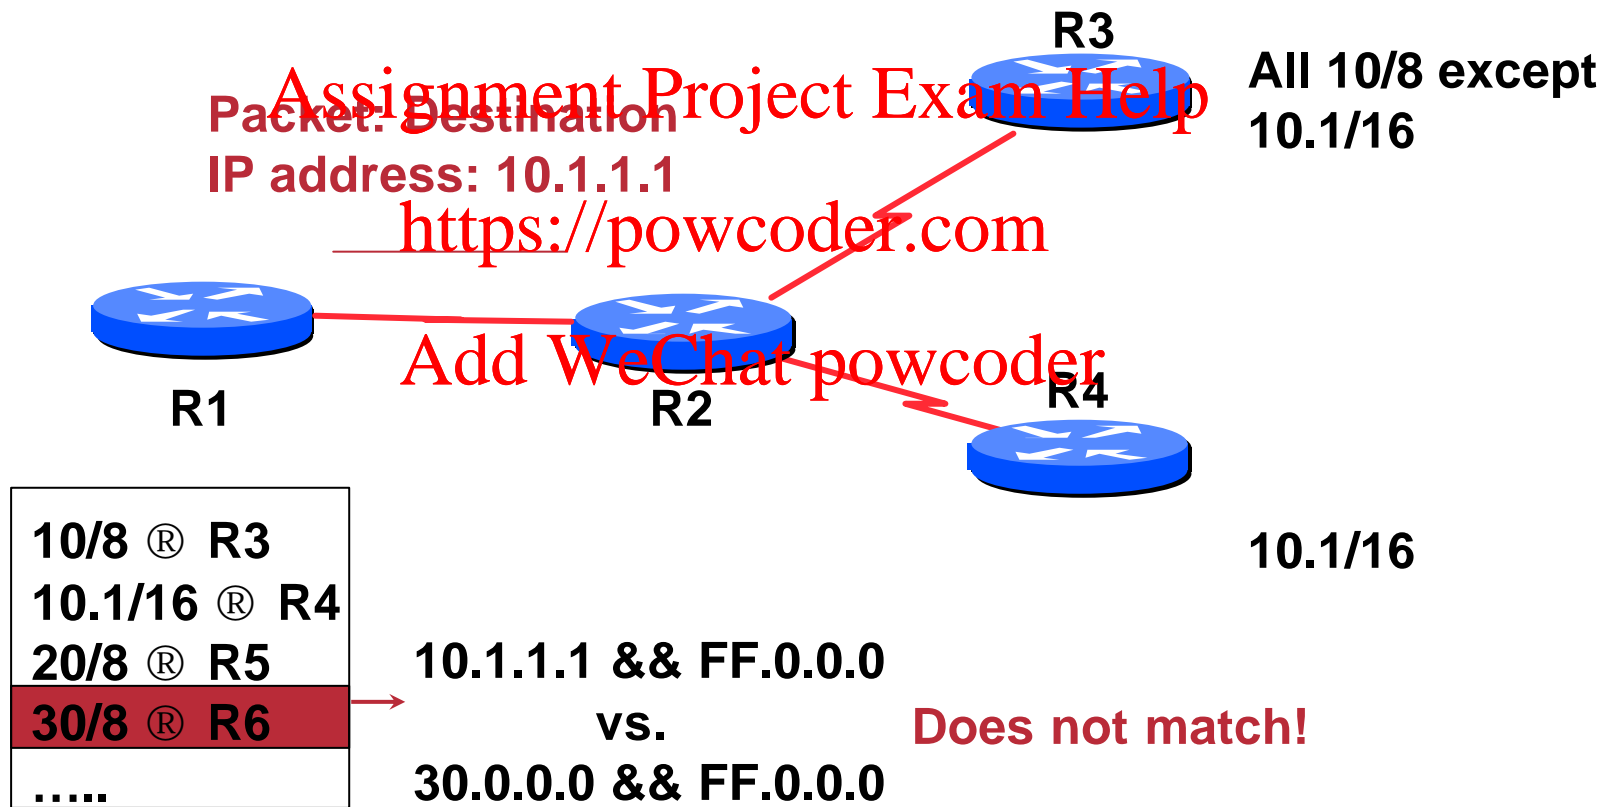 R3
All 10/8 except
10.1/16
Assignment Project Exam Help
Packet: Destination
IP address: 10.1.1.1
https://powcoder.com
Add WeChat powcoder
R1
R2
R4
10.1/16
10/8 ® R3
10.1/16 ® R4
20/8 ® R5
30/8 ® R6
.....
10.1.1.1 && FF.0.0.0
vs.
30.0.0.0 && FF.0.0.0
Does not match!